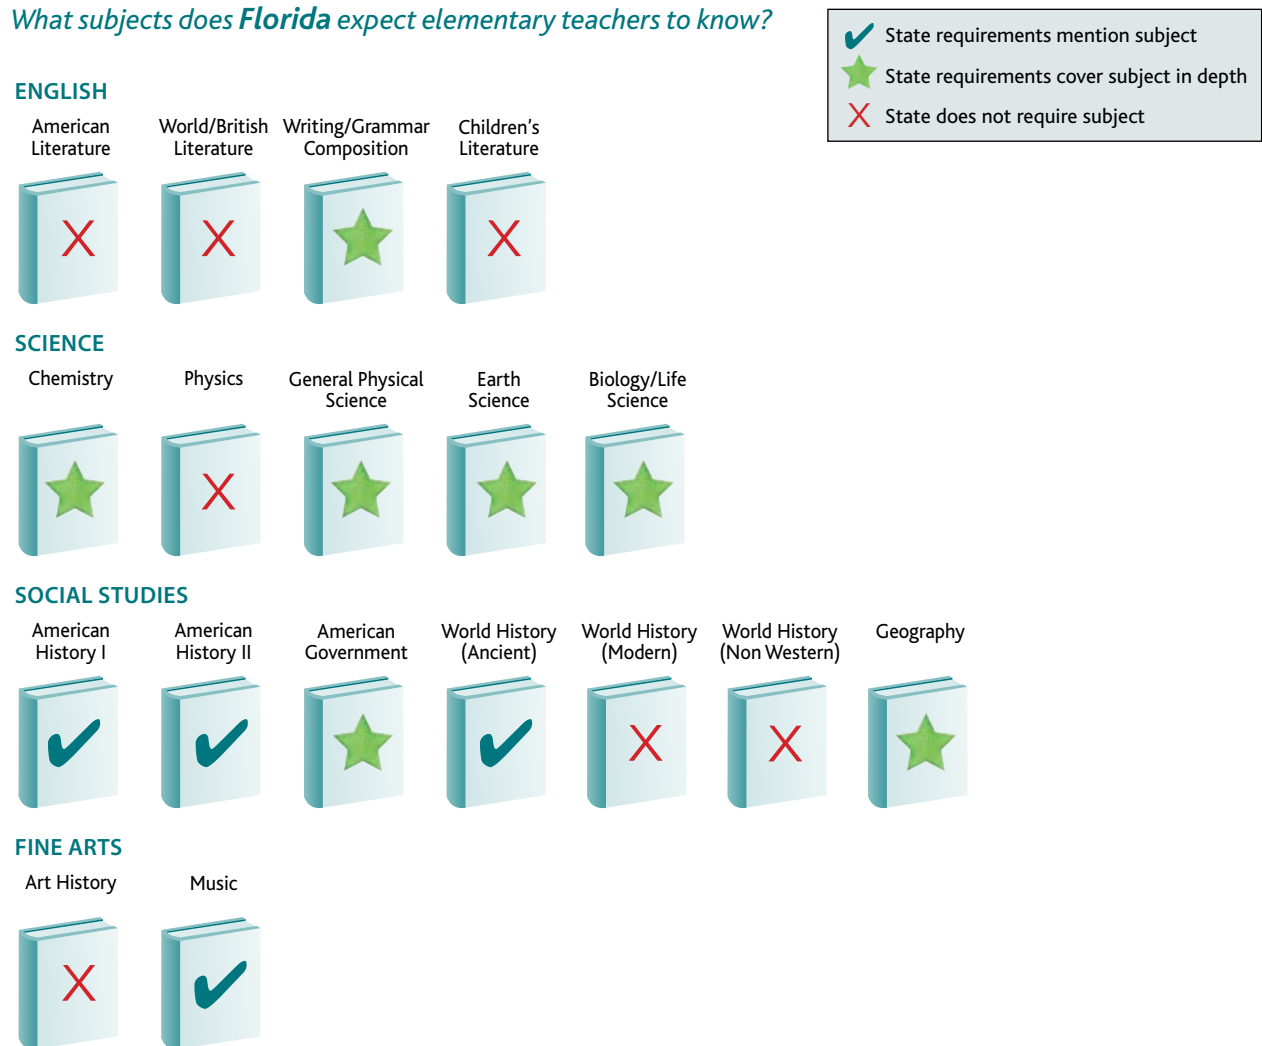 What subjects does Florida expect elementary teachers to know?
State requirements mention subject
State requirements cover subject in depth
State does not require subject
ENGLISH
American
Literature
World/British
Literature
Writing/Grammar
Composition
Children's
Literature
SCIENCE
Chemistry
Physics
General Physical
Science
Earth
Science
Biology/Life
Science
SOCIAL STUDIES
American
History I
American
History II
American
Government
World History
(Ancient)
World History
(Modern)
World History
(Non Western)
Geography
FINE ARTS
Art History
Music